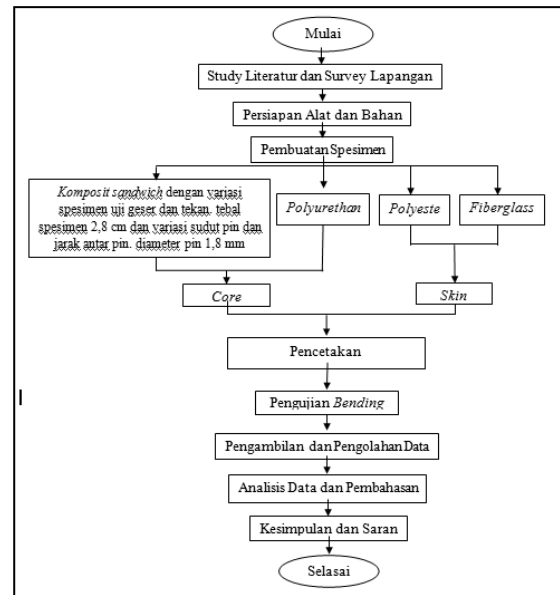 Mulai
Study Literatur dan Survey Lapangan
Persiapan Alat dan Bahan
Pembuatan Spesimen
Komposit sandwich dengan variasi
spesimen uji geser dan tekan. tebal
spesimen 2,8 cm dan variasi sudut pin dan
jarak antar pin. diameter pin 1,8 mm
Polyurethan
Polyeste
Fiberglass
Core
Skin
Pencetakan
Pengujian Bending
Pengambilan dan Pengolahan Data
Analisis Data dan Pembahasan
Kesimpulan dan Saran
Selasai